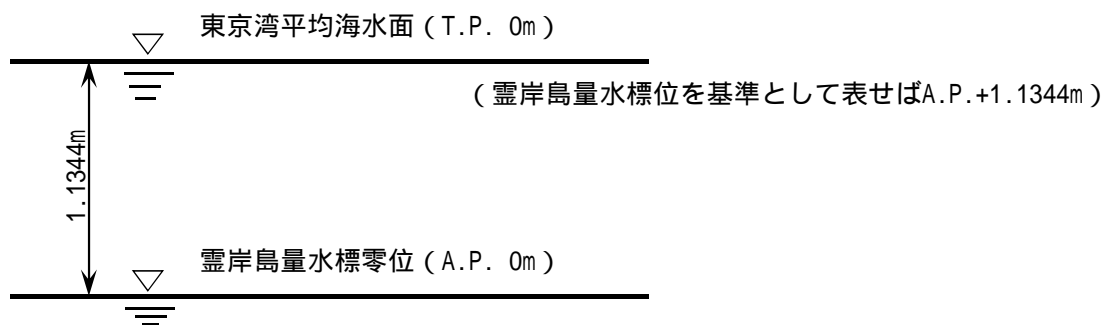 東京湾平均海水面（T.P. 0m）
（霊岸島量水標位を基準として表せばA.P.+1.1344m）
1.1344m
霊岸島量水標零位（A.P. 0m）